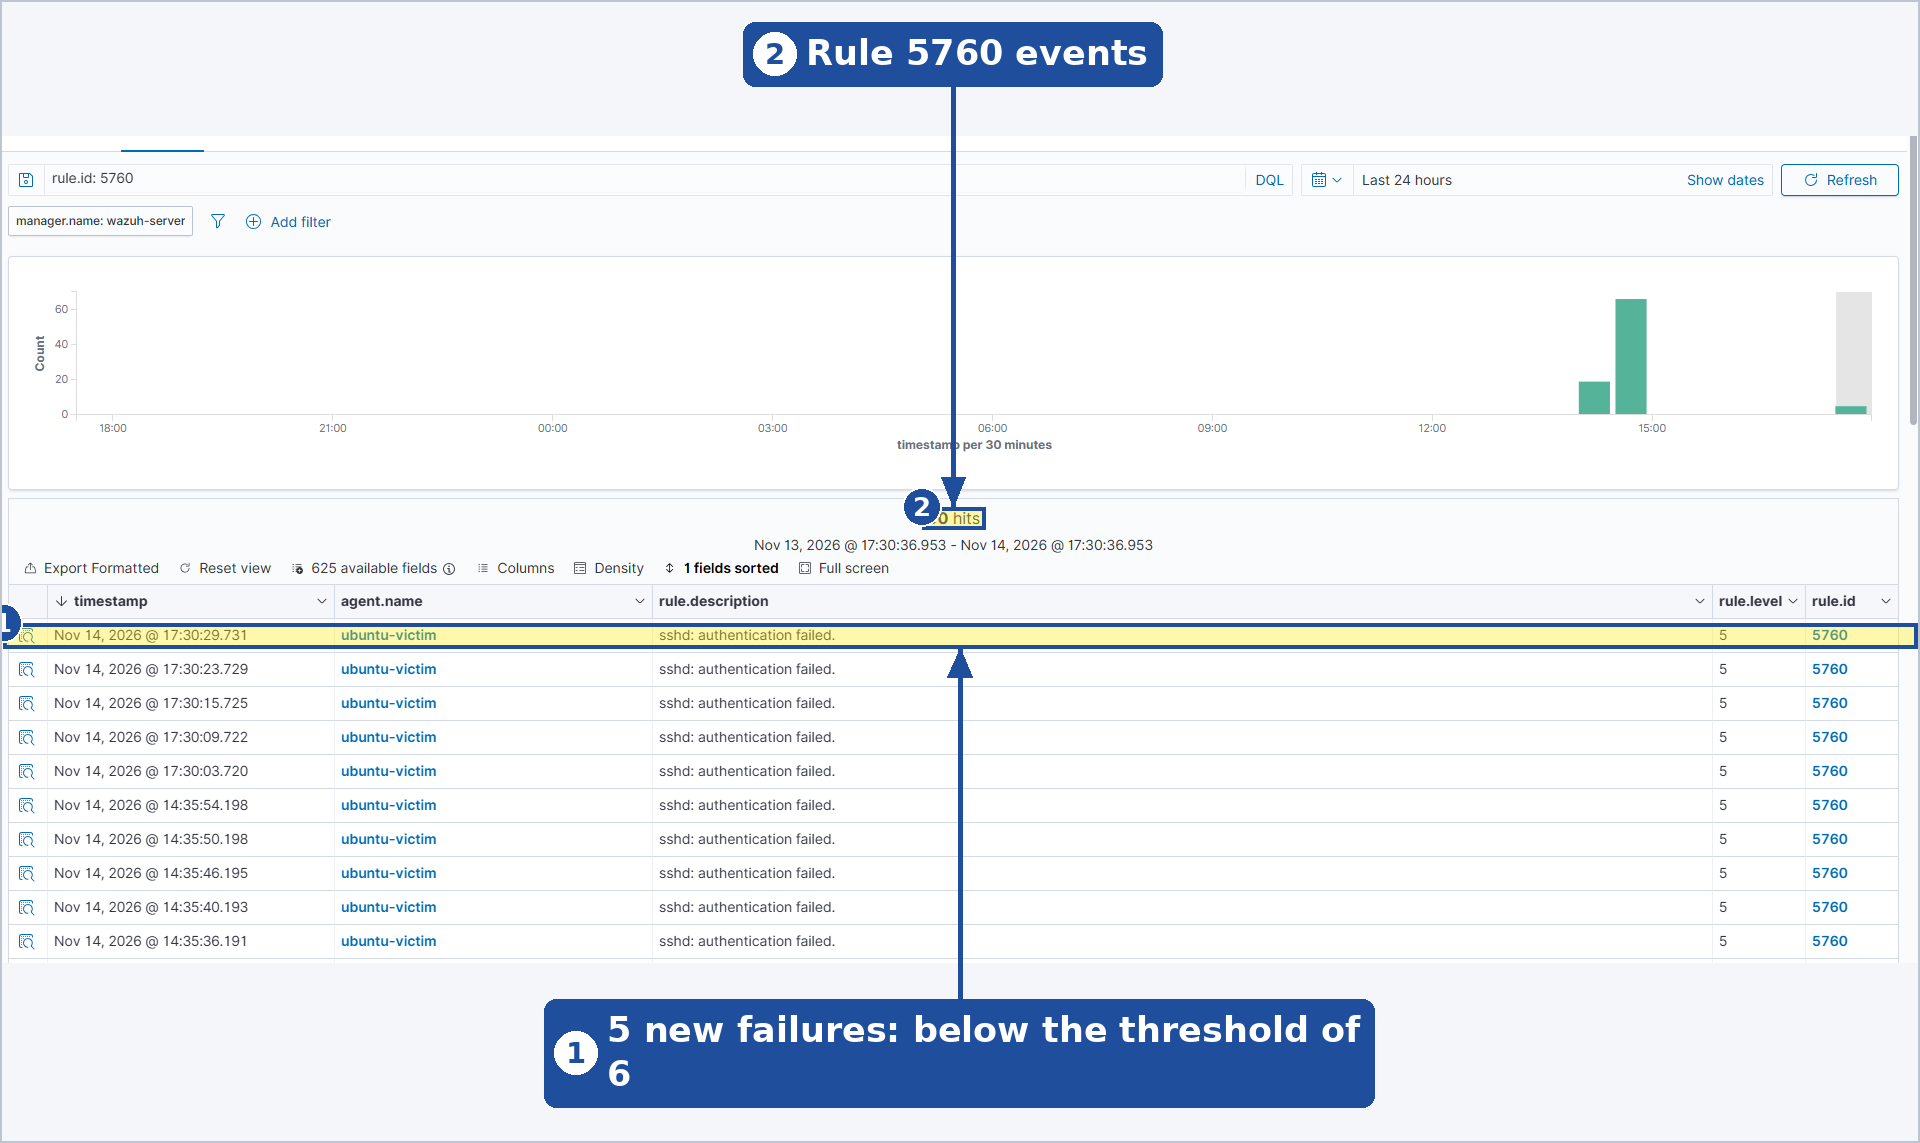 2 Rule 5760 events
rule.id: 5760
DQL
Last 24 hours
Show dates
Refresh
manager.name: wazuh-server
Add filter
Count
60
40
20
0
18:00
21:00
00:00
03:00
06:00
09:00
12:00
15:00
timestamp per 30 minutes
2
0 hits
Nov 13, 2026 @ 17:30:36.953 - Nov 14, 2026 @ 17:30:36.953
Export Formatted
Reset view
625 available fields
Columns
Density
1 fields sorted
Full screen
timestamp agent.name rule.description rule.level rule.id
1
Nov 14, 2026 @ 17:30:29.731 ubuntu-victim sshd: authentication failed. 5 5760
Nov 14, 2026 @ 17:30:23.729 ubuntu-victim sshd: authentication failed. 5 5760
Nov 14, 2026 @ 17:30:15.725 ubuntu-victim sshd: authentication failed. 5 5760
Nov 14, 2026 @ 17:30:09.722 ubuntu-victim sshd: authentication failed. 5 5760
Nov 14, 2026 @ 17:30:03.720 ubuntu-victim sshd: authentication failed. 5 5760
Nov 14, 2026 @ 14:35:54.198 ubuntu-victim sshd: authentication failed. 5 5760
Nov 14, 2026 @ 14:35:50.198 ubuntu-victim sshd: authentication failed. 5 5760
Nov 14, 2026 @ 14:35:46.195 ubuntu-victim sshd: authentication failed. 5 5760
Nov 14, 2026 @ 14:35:40.193 ubuntu-victim sshd: authentication failed. 5 5760
Nov 14, 2026 @ 14:35:36.191 ubuntu-victim sshd: authentication failed. 5 5760
1 5 new failures: below the threshold of
6